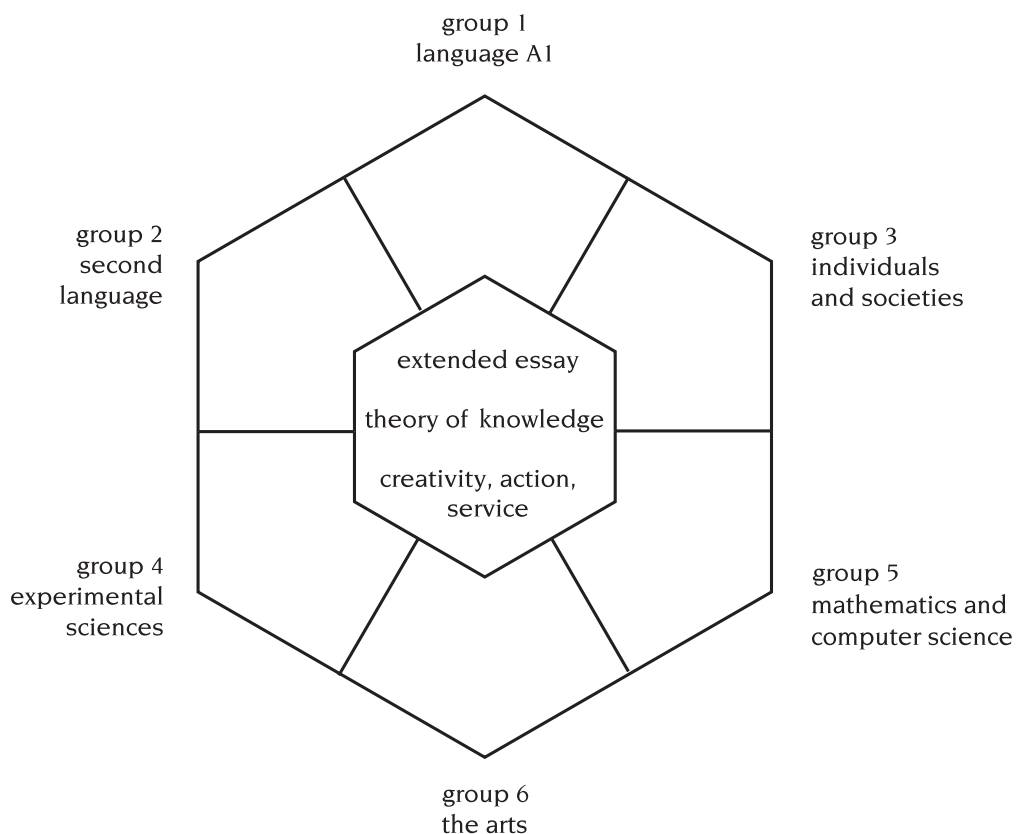 group 1
language A1
group 2
second
language
group 3
individuals
and societies
extended essay
theory of knowledge
creativity, action,
service
group 4
experimental
sciences
group 5
mathematics and
computer science
group 6
the arts